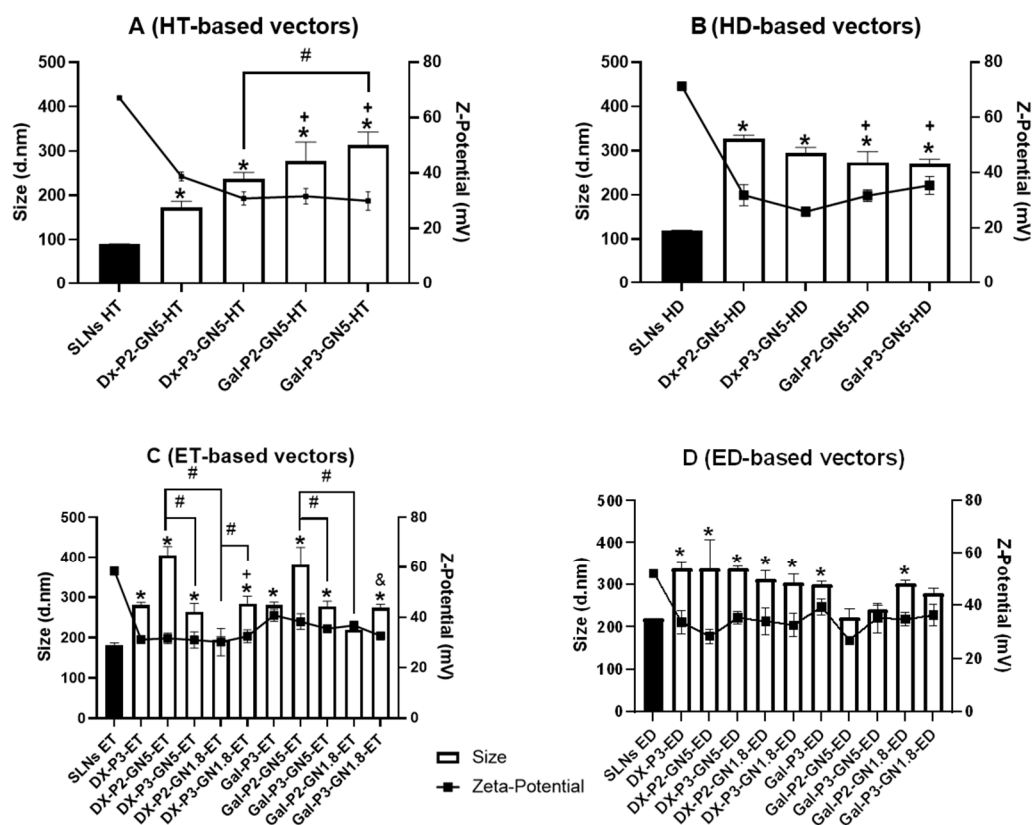 A (HT-based vectors)
#
500
400
300
200
100
0
Size (d.nm)
*
*
+
*
+
*
80
60
40
20
0
Z-Potential (mV)
SLNs HT
Dx-P2-GN5-HT
Dx-P3-GN5-HT
Gal-P2-GN5-HT
Gal-P3-GN5-HT
B (HD-based vectors)
500
400
300
200
100
0
Size (d.nm)
*
*
+
*
+
*
80
60
40
20
0
Z-Potential (mV)
SLNs HD
Dx-P2-GN5-HD
Dx-P3-GN5-HD
Gal-P2-GN5-HD
Gal-P3-GN5-HD
C (ET-based vectors)
#
#
#
#
#
500
400
300
200
100
0
Size (d.nm)
*
*
*
+
*
*
*
*
&
*
80
60
40
20
0
Z-Potential (mV)
SLNs ET
DX-P3-ET
DX-P2-GN5-ET
DX-P3-GN5-ET
DX-P2-GN1.8-ET
DX-P3-GN1.8-ET
Gal-P3-ET
Gal-P2-GN5-ET
Gal-P3-GN5-ET
Gal-P2-GN1.8-ET
Gal-P3-GN1.8-ET
Size
Zeta-Potential
D (ED-based vectors)
500
400
300
200
100
0
Size (d.nm)
*
*
*
*
*
*
*
80
60
40
20
0
Z-Potential (mV)
SLNs ED
DX-P3-ED
DX-P2-GN5-ED
DX-P3-GN5-ED
DX-P2-GN1.8-ED
DX-P3-GN1.8-ED
Gal-P3-ED
Gal-P2-GN5-ED
Gal-P3-GN5-ED
Gal-P2-GN1.8-ED
Gal-P3-GN1.8-ED